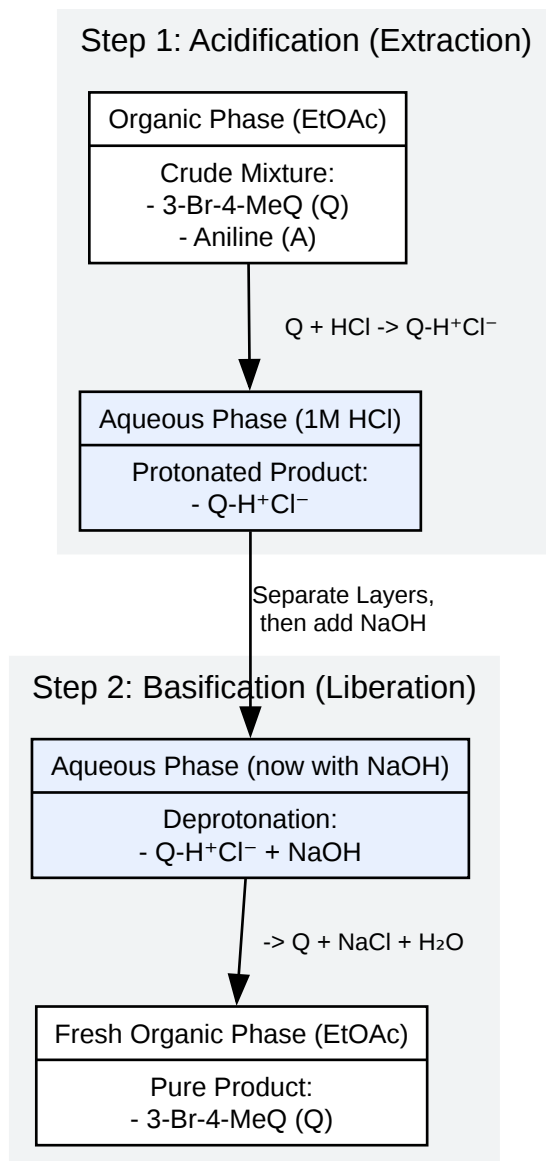 Step 1: Acidification (Extraction)
Organic Phase (EtOAc)
Crude Mixture:
- 3-Br-4-MeQ (Q)
- Aniline (A)
Q + HCl -> Q-H⁺Cl⁻
Aqueous Phase (1M HCl)
Protonated Product:
- Q-H⁺Cl⁻
Separate Layers,
then add NaOH
Step 2: Basification (Liberation)
Aqueous Phase (now with NaOH)
Deprotonation:
- Q-H⁺Cl⁻ + NaOH
-> Q + NaCl + H₂O
Fresh Organic Phase (EtOAc)
Pure Product:
- 3-Br-4-MeQ (Q)